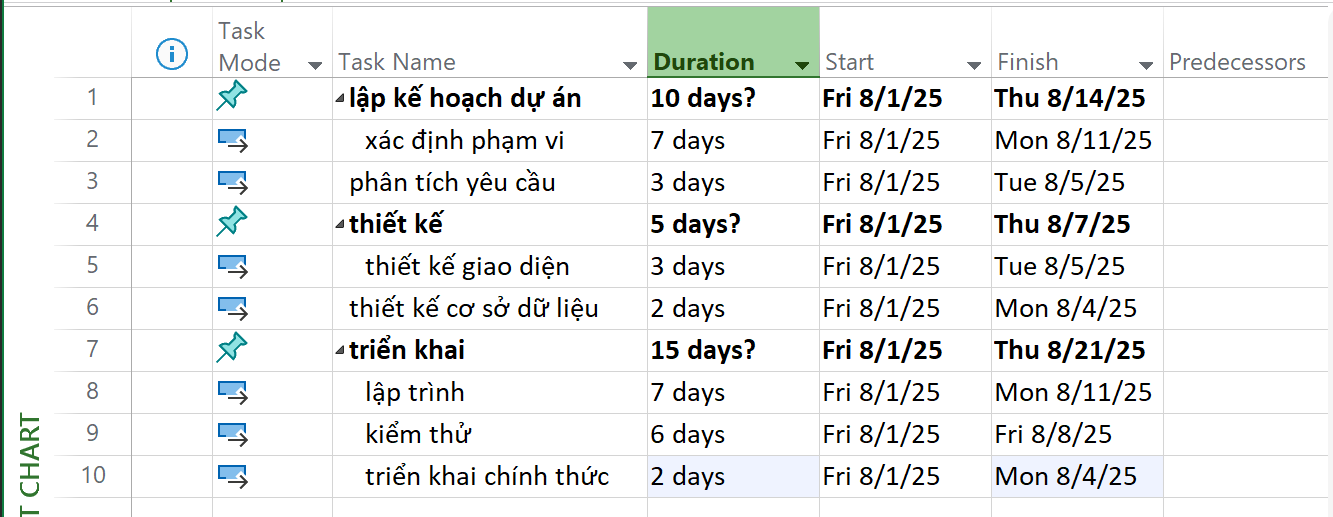 Task Mode Task Name Duration Start Finish Predecessors
1 lập kế hoạch dự án 10 days? Fri 8/1/25 Thu 8/14/25
2 xác định phạm vi 7 days Fri 8/1/25 Mon 8/11/25
3 phân tích yêu cầu 3 days Fri 8/1/25 Tue 8/5/25
4 thiết kế 5 days? Fri 8/1/25 Thu 8/7/25
5 thiết kế giao diện 3 days Fri 8/1/25 Tue 8/5/25
6 thiết kế cơ sở dữ liệu 2 days Fri 8/1/25 Mon 8/4/25
7 triển khai 15 days? Fri 8/1/25 Thu 8/21/25
8 lập trình 7 days Fri 8/1/25 Mon 8/11/25
9 kiểm thử 6 days Fri 8/1/25 Fri 8/8/25
10 triển khai chính thức 2 days Fri 8/1/25 Mon 8/4/25
T CHART